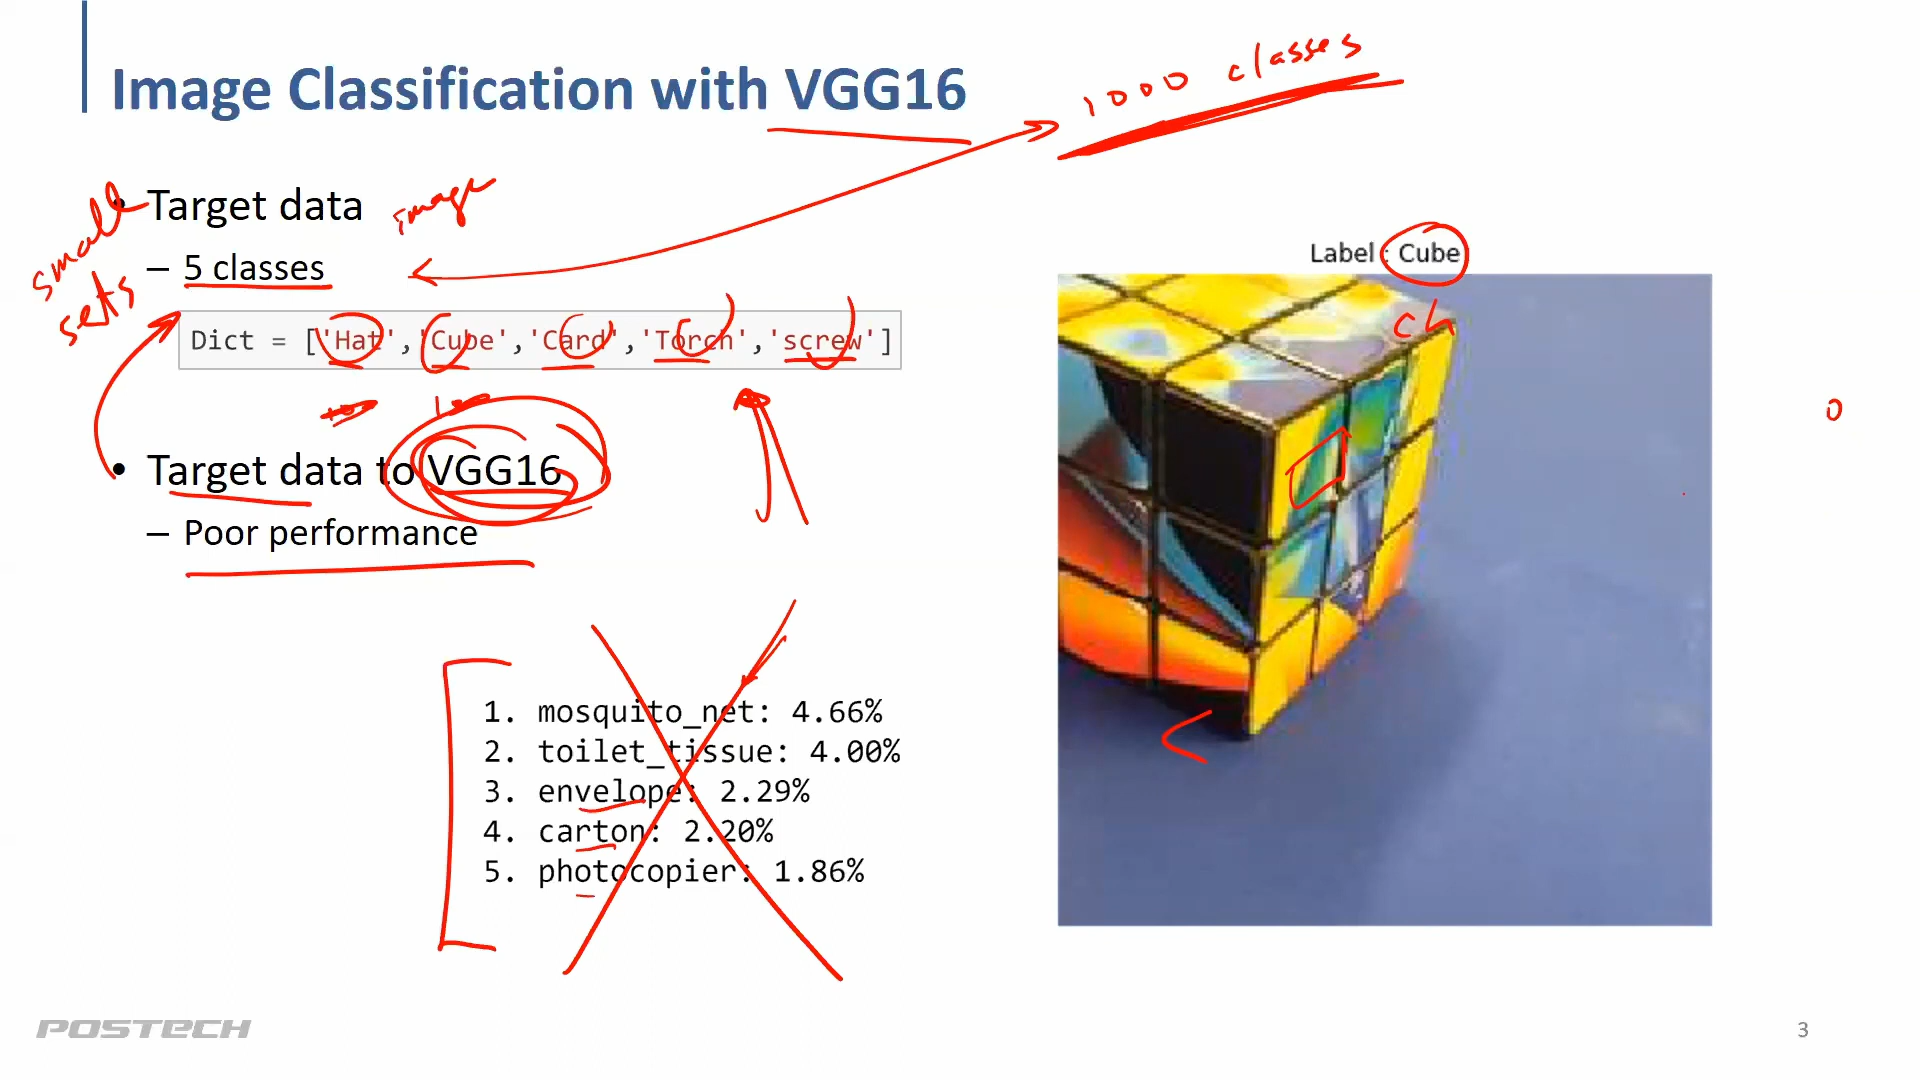 Image Classification with VGG16
1000 classes
small
sets
• Target data
image
– 5 classes
Dict = ['Hat','Cube','Card','Torch','screw']
• Target data to VGG16
– Poor performance
1. mosquito_net: 4.66%
2. toilet_tissue: 4.00%
3. envelope: 2.29%
4. carton: 2.20%
5. photocopier: 1.86%
Label : Cube
0
POSTECH
3